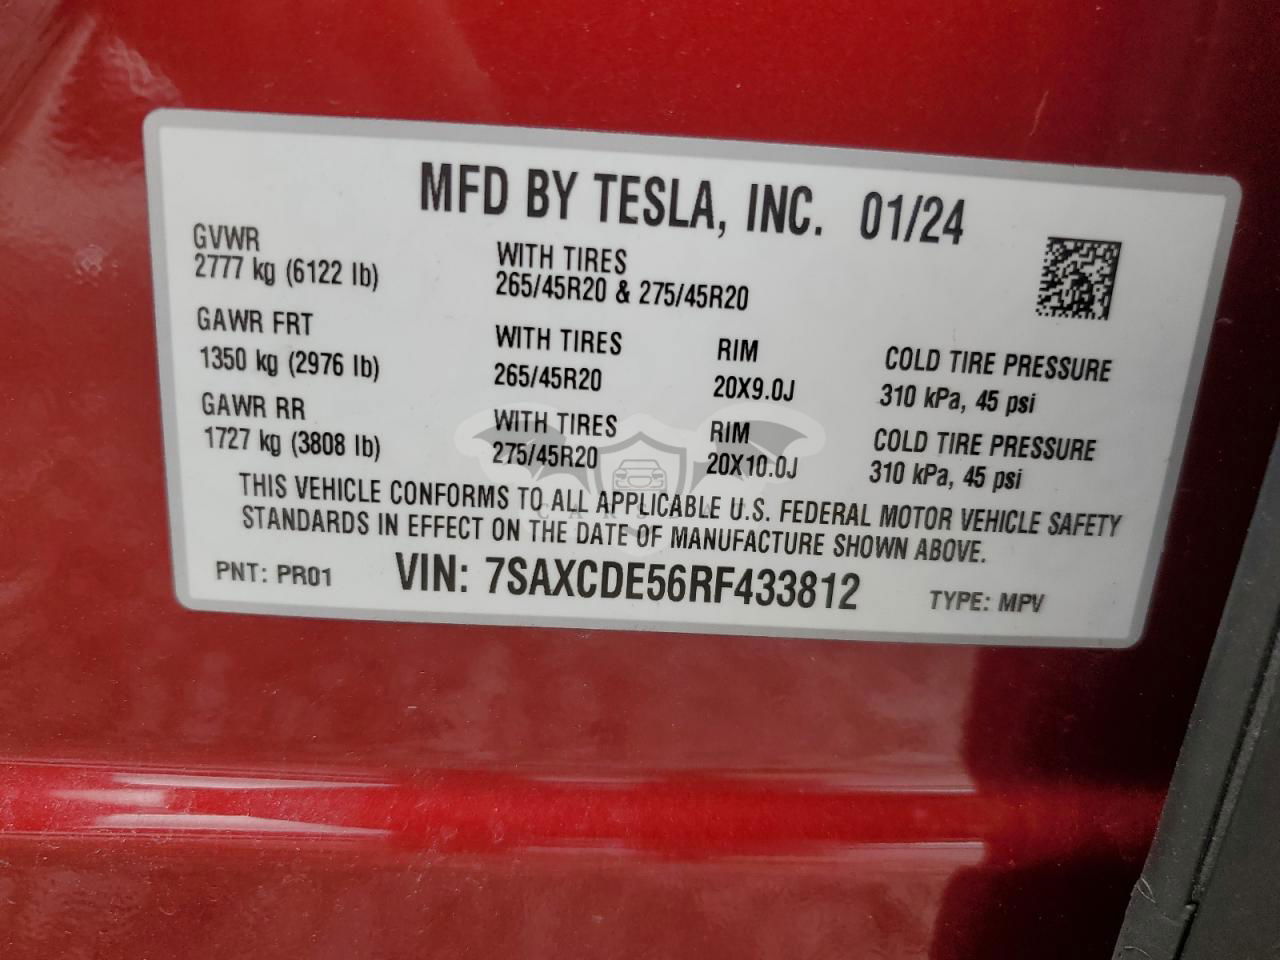 MFD BY TESLA, INC. 01/24
GVWR
2777 kg (6122 lb)
WITH TIRES
265/45R20 & 275/45R20
GAWR FRT
1350 kg (2976 lb)
WITH TIRES
265/45R20
RIM
20X9.0J
COLD TIRE PRESSURE
310 kPa, 45 psi
GAWR RR
1727 kg (3808 lb)
WITH TIRES
275/45R20
RIM
20X10.0J
COLD TIRE PRESSURE
310 kPa, 45 psi
THIS VEHICLE CONFORMS TO ALL APPLICABLE U.S. FEDERAL MOTOR VEHICLE SAFETY
STANDARDS IN EFFECT ON THE DATE OF MANUFACTURE SHOWN ABOVE.
PNT: PR01 VIN: 7SAXCDE56RF433812 TYPE: MPV